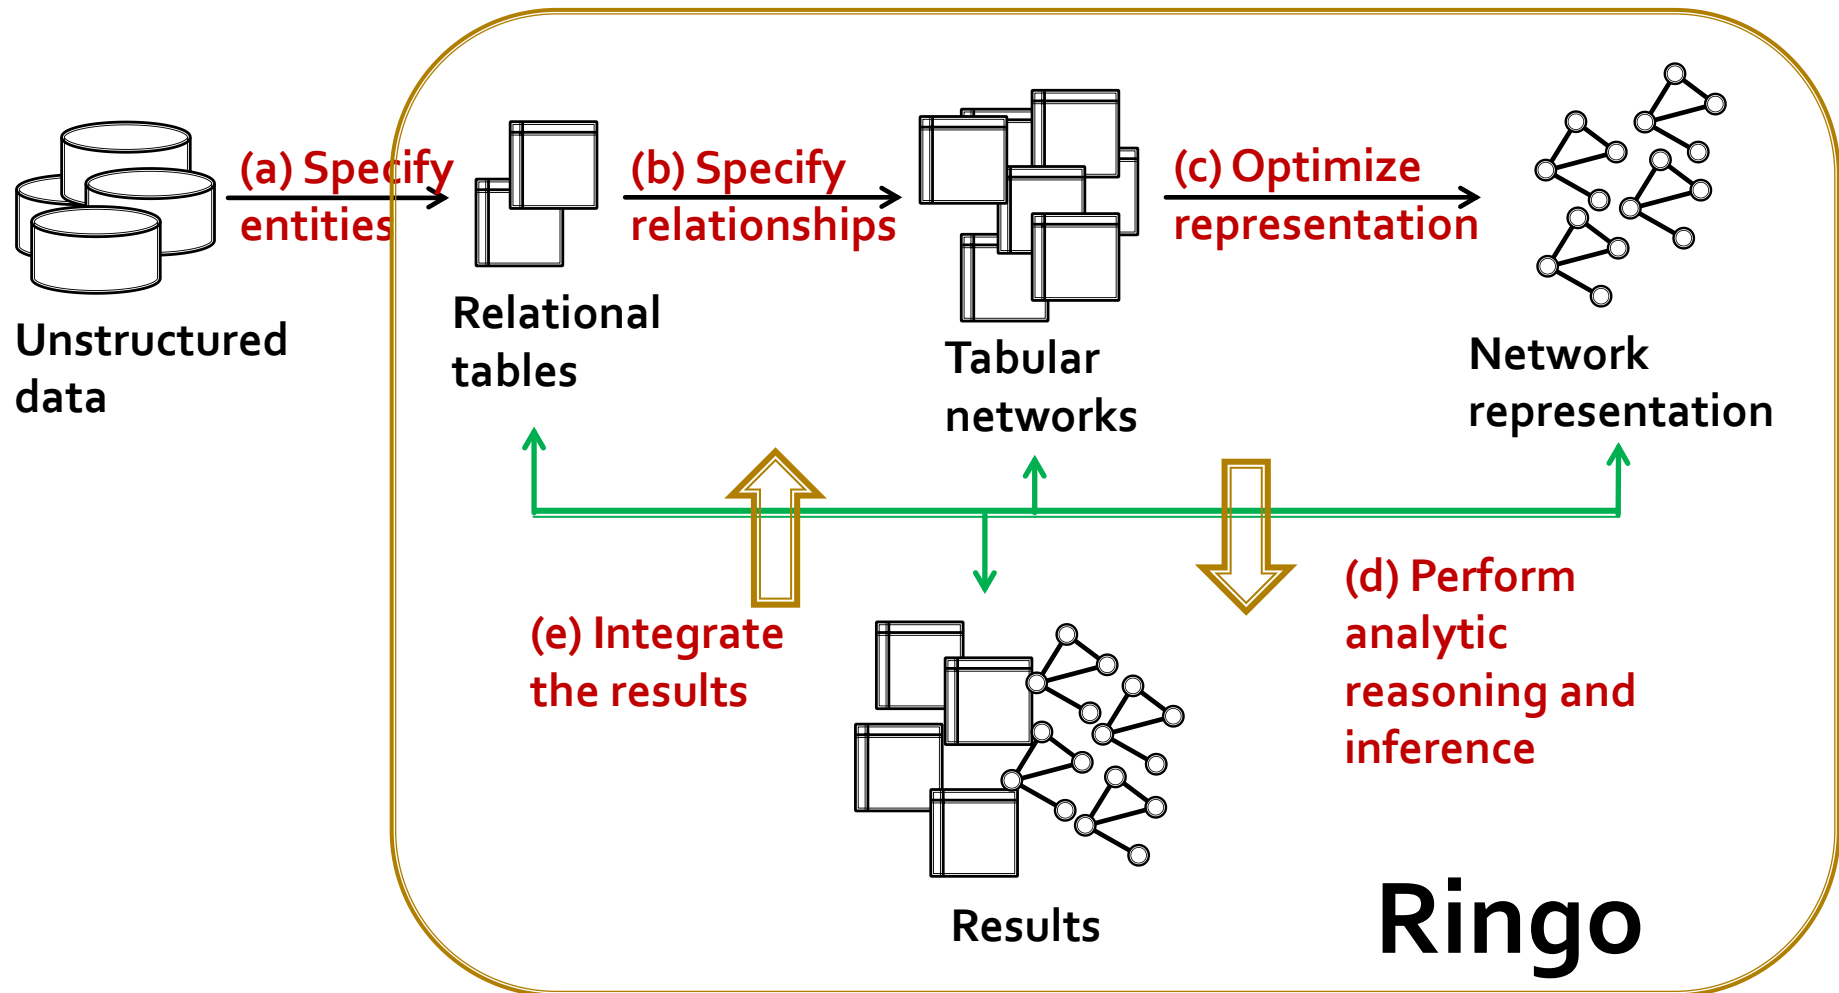 (a) Specify
entities
(b) Specify
relationships
(c) Optimize
representation
Unstructured
data
Relational
tables
Tabular
networks
Network
representation
(e) Integrate
the results
(d) Perform
analytic
reasoning and
inference
Results
Ringo